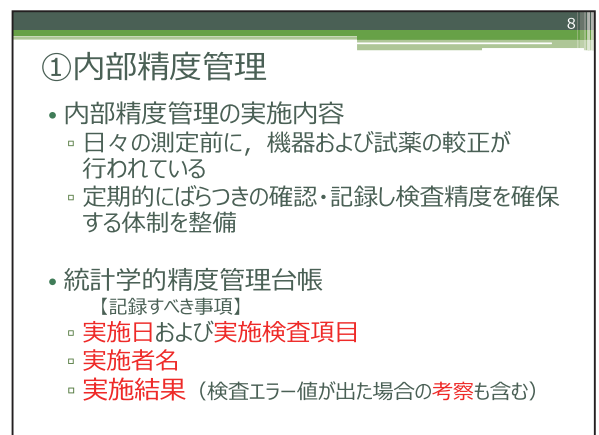 8
①内部精度管理
• 内部精度管理の実施内容
▫ 日々の測定前に，機器および試薬の較正が
行われている
▫ 定期的にばらつきの確認・記録し検査精度を確保
する体制を整備
• 統計学的精度管理台帳
【記録すべき事項】
▫ 実施日および実施検査項目
▫ 実施者名
▫ 実施結果（検査エラー値が出た場合の考察も含む）